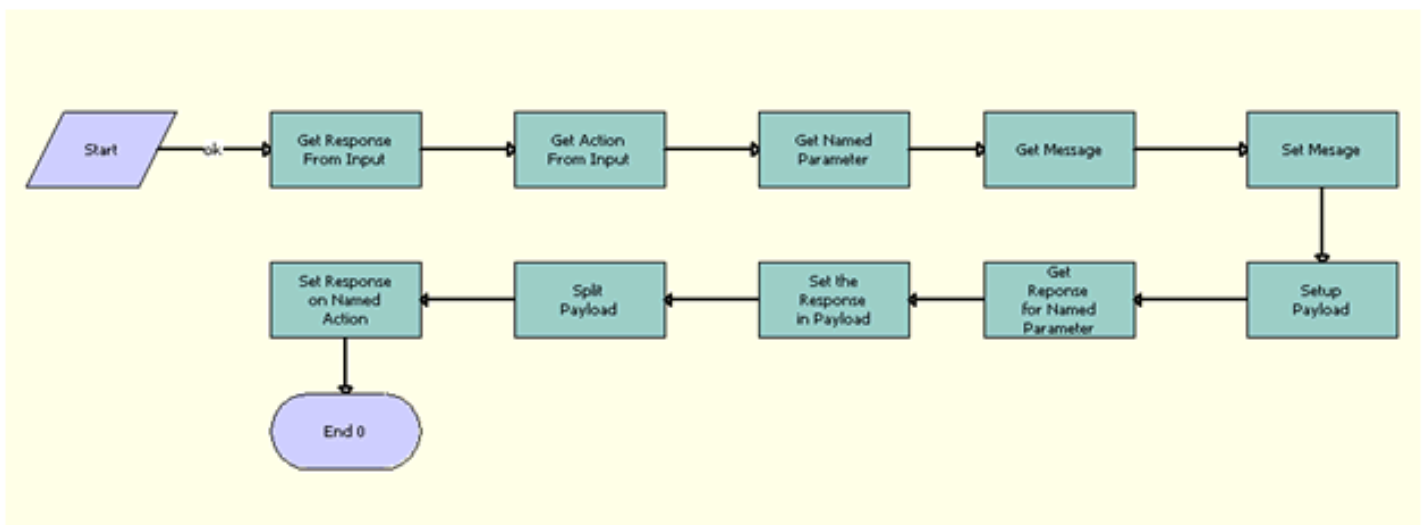 Start
ok
Get Response
From Input
Get Action
From Input
Get Named
Parameter
Get Message
Set Mesage
Setup
Payload
Get
Reponse
for Named
Parameter
Set the
Response
in Payload
Split
Payload
Set Response
on Named
Action
End 0